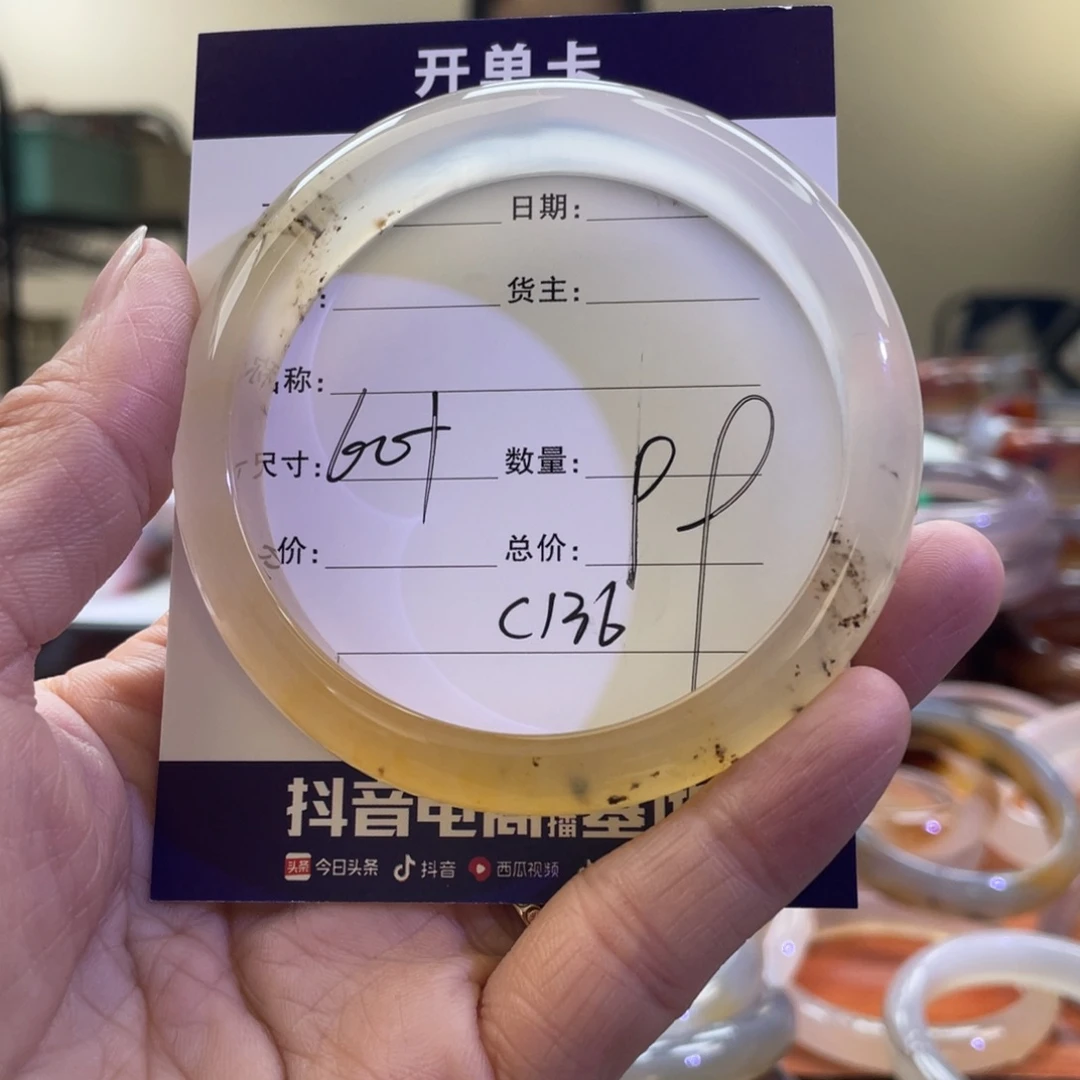 开单卡
日期:
货主:
称:
尺寸: 数量:
价: 总价:
C136
抖音电商
播
今日头条 抖音 西瓜视频